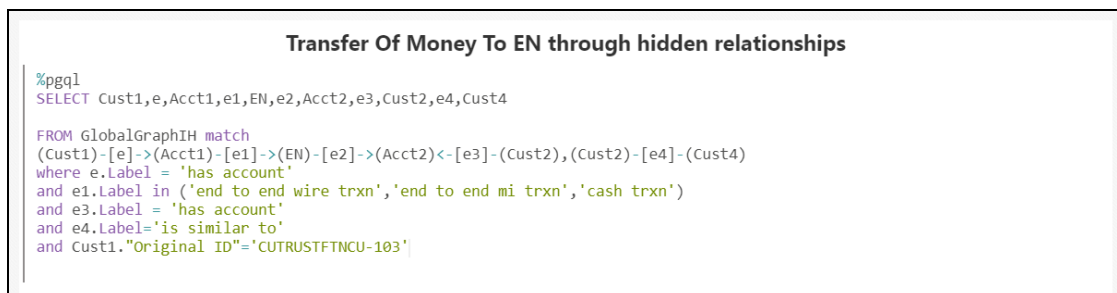 Transfer Of Money To EN through hidden relationships
%pgql
SELECT Cust1,e,Acct1,e1,EN,e2,Acct2,e3,Cust2,e4,Cust4
FROM GlobalGraphIH match
(Cust1)-[e]->(Acct1)-[e1]->(EN)-[e2]->(Acct2)<-[e3]-(Cust2),(Cust2)-[e4]-(Cust4)
where e.Label = 'has account'
and e1.Label in ('end to end wire trxn','end to end mi trxn','cash trxn')
and e3.Label = 'has account'
and e4.Label='is similar to'
and Cust1."Original ID"='CUTRUSTFTNCU-103'